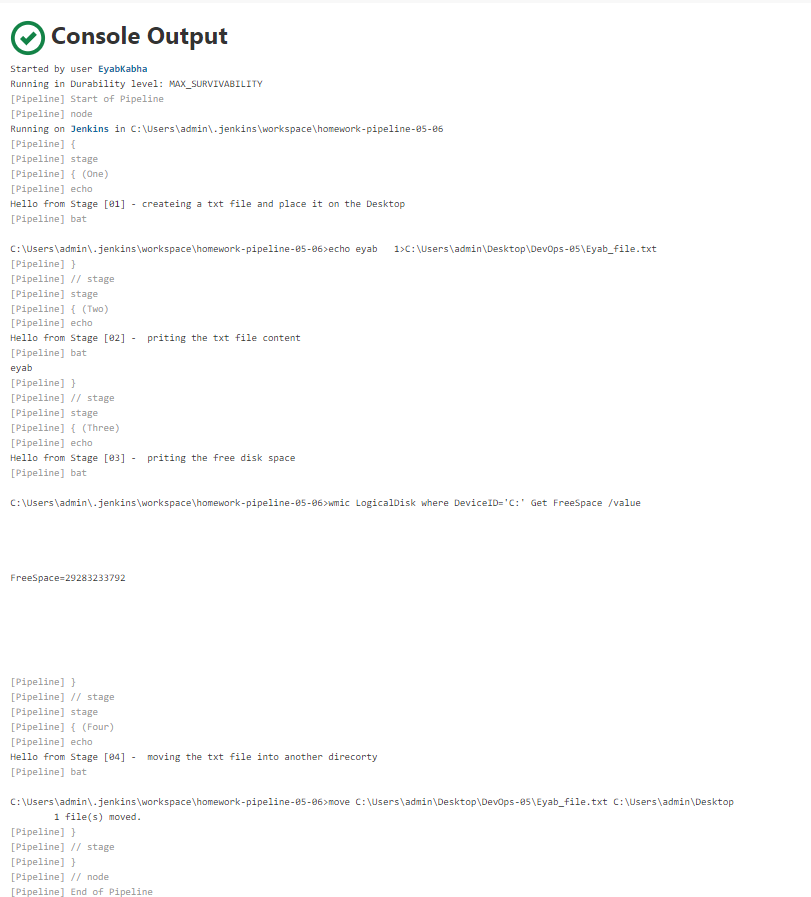 Console Output
Started by user EyabKabha
Running in Durability level: MAX_SURVIVABILITY
[Pipeline] Start of Pipeline
[Pipeline] node
Running on Jenkins in C:\Users\admin\.jenkins\workspace\homework-pipeline-05-06
[Pipeline] {
[Pipeline] stage
[Pipeline] { (One)
[Pipeline] echo
Hello from Stage [01] - createing a txt file and place it on the Desktop
[Pipeline] bat
C:\Users\admin\.jenkins\workspace\homework-pipeline-05-06>echo eyab   1>C:\Users\admin\Desktop\DevOps-05\Eyab_file.txt
[Pipeline] }
[Pipeline] // stage
[Pipeline] stage
[Pipeline] { (Two)
[Pipeline] echo
Hello from Stage [02] -  priting the txt file content
[Pipeline] bat
eyab
[Pipeline] }
[Pipeline] // stage
[Pipeline] stage
[Pipeline] { (Three)
[Pipeline] echo
Hello from Stage [03] -  priting the free disk space
[Pipeline] bat
C:\Users\admin\.jenkins\workspace\homework-pipeline-05-06>wmic LogicalDisk where DeviceID='C:' Get FreeSpace /value
FreeSpace=29283233792
[Pipeline] }
[Pipeline] // stage
[Pipeline] stage
[Pipeline] { (Four)
[Pipeline] echo
Hello from Stage [04] -  moving the txt file into another direcorty
[Pipeline] bat
C:\Users\admin\.jenkins\workspace\homework-pipeline-05-06>move C:\Users\admin\Desktop\DevOps-05\Eyab_file.txt C:\Users\admin\Desktop
1 file(s) moved.
[Pipeline] }
[Pipeline] // stage
[Pipeline] }
[Pipeline] // node
[Pipeline] End of Pipeline